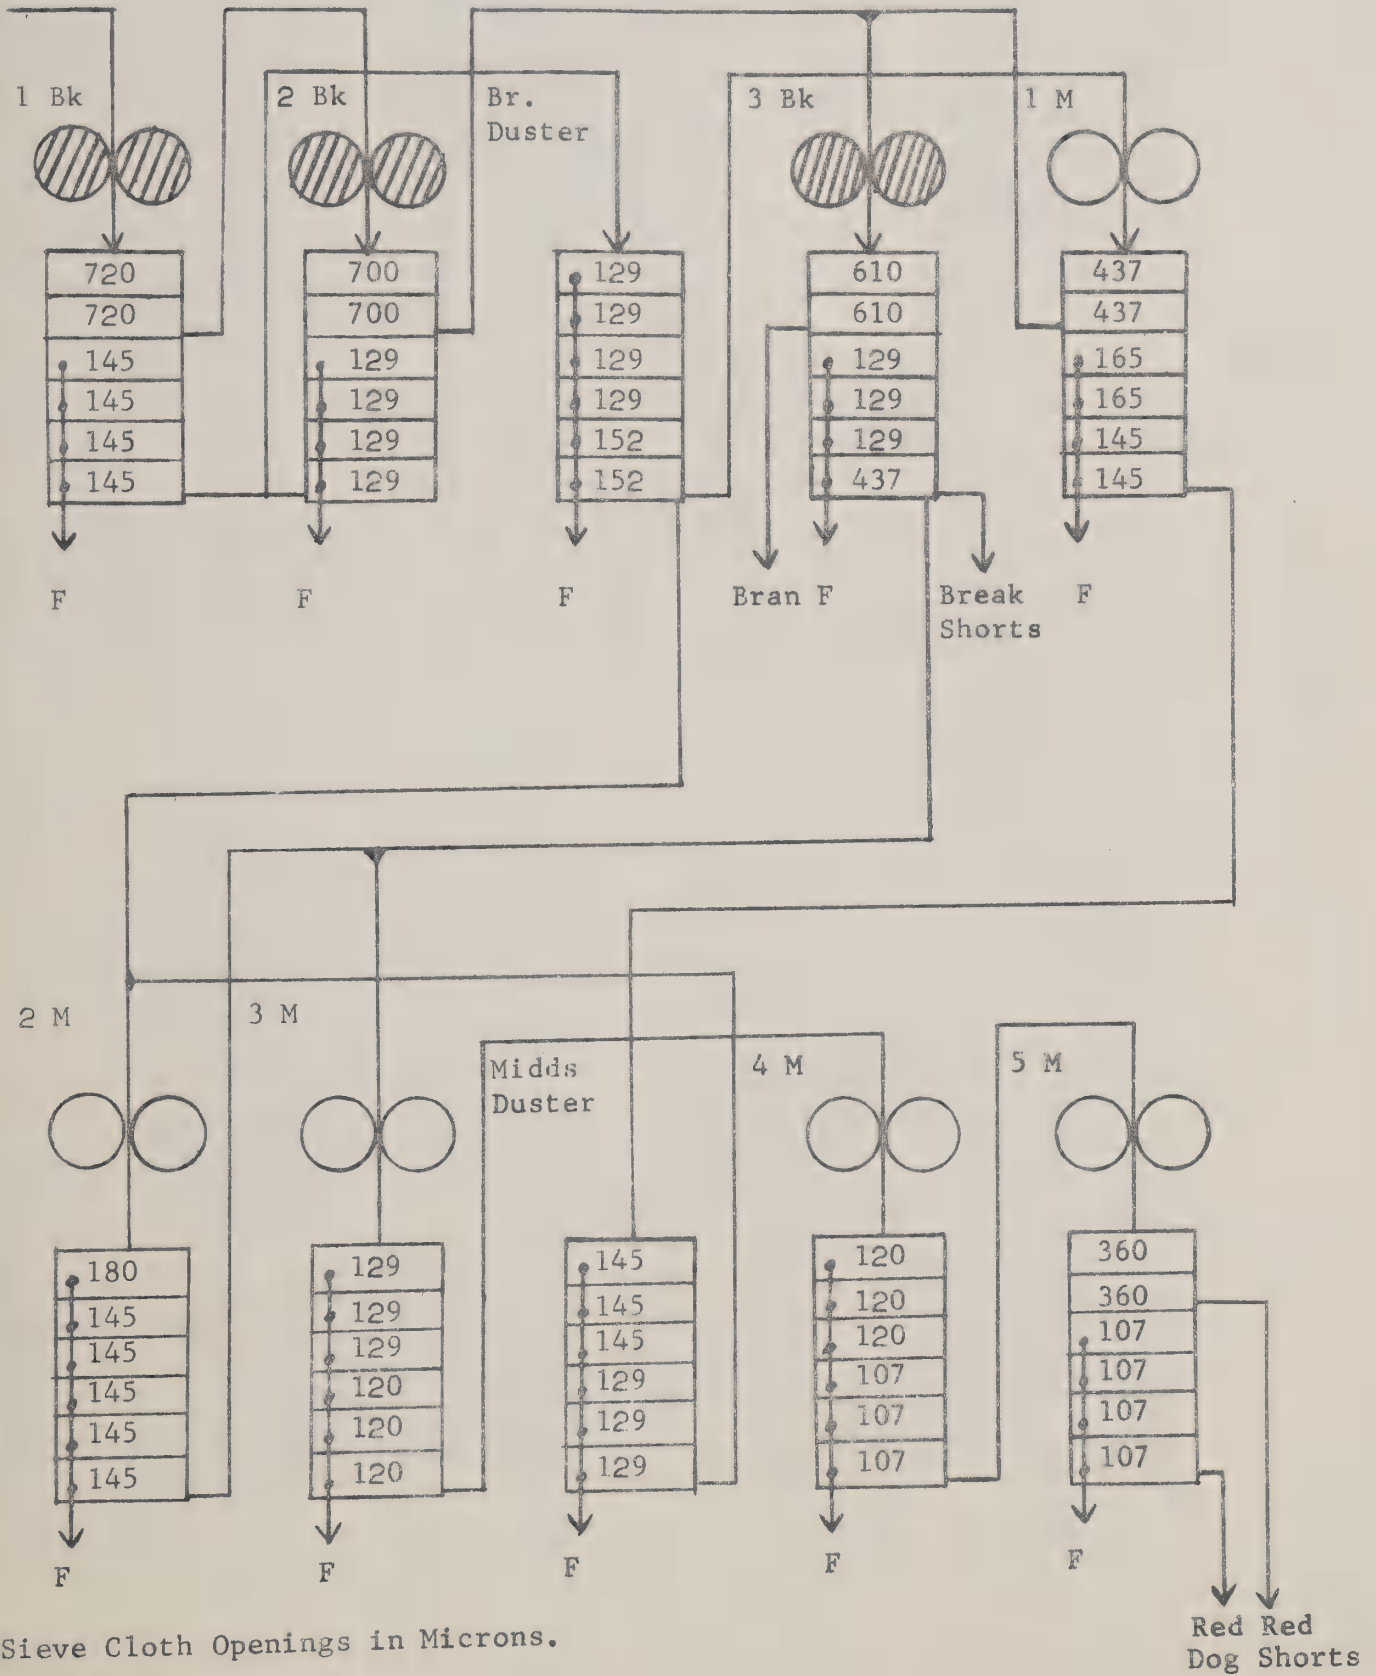 1 Bk
2 Bk
Br.
Duster
3 Bk
1 M
720
720
145
145
145
145
F
700
700
129
129
129
129
F
129
129
129
129
152
152
F
610
610
129
129
129
437
Bran F
Break
Shorts
437
437
165
165
145
145
F
2 M
3 M
Midds
Duster
4 M
5 M
180
145
145
145
145
145
F
129
129
129
120
120
120
F
145
145
145
129
129
129
F
120
120
120
107
107
107
F
360
360
107
107
107
107
F
Red Red
Dog Shorts
Sieve Cloth Openings in Microns.